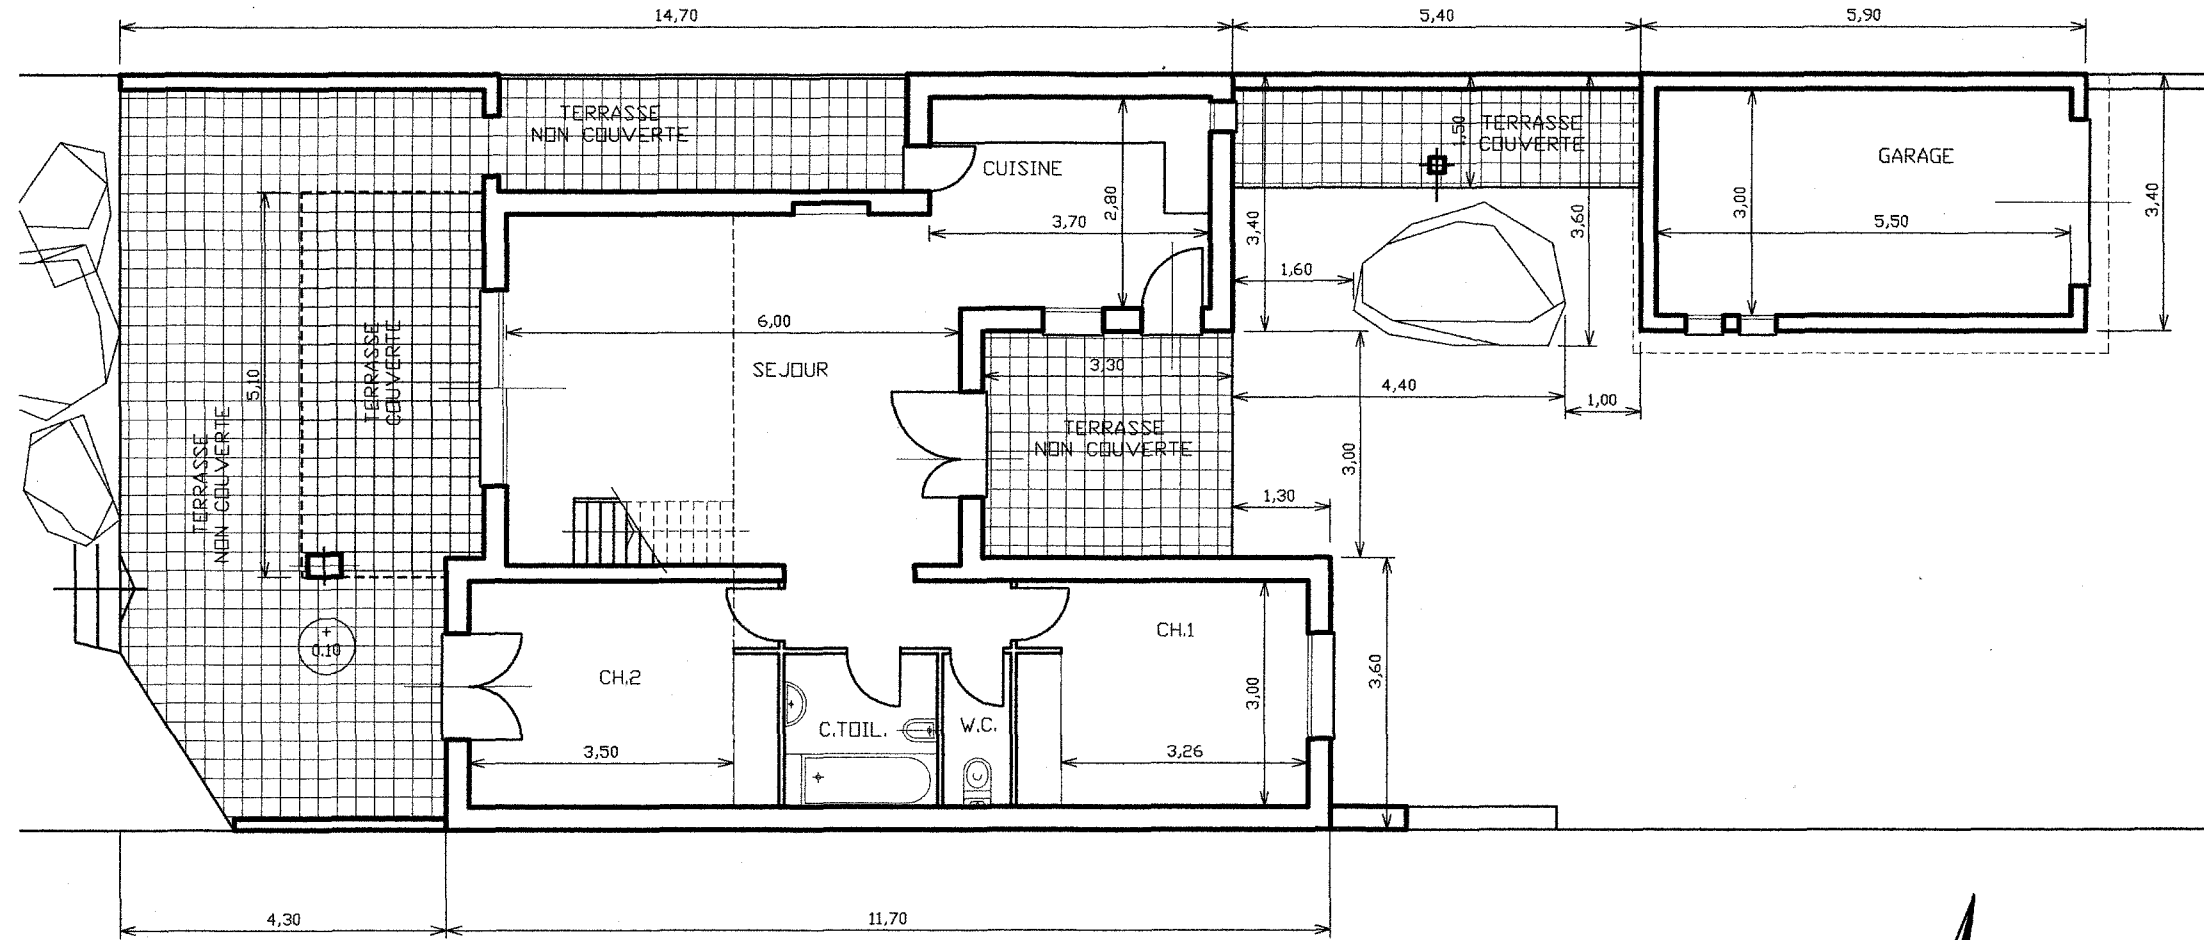 14,70
5,40
5,90
TERRASSE
NON COUVERTE
CUISINE
2,80
3,70
3,40
1,50
TERRASSE
COUVERTE
3,60
GARAGE
3,00
5,50
3,40
1,60
6,00
SEJOUR
5,10
TERRASSE
COUVERTE
TERRASSE
NON COUVERTE
3,30
TERRASSE
NON COUVERTE
4,40
1,00
3,00
1,30
+
0.10
CH.2
3,50
C.TOIL.
W.C.
CH.1
3,00
3,26
3,60
4,30
11,70